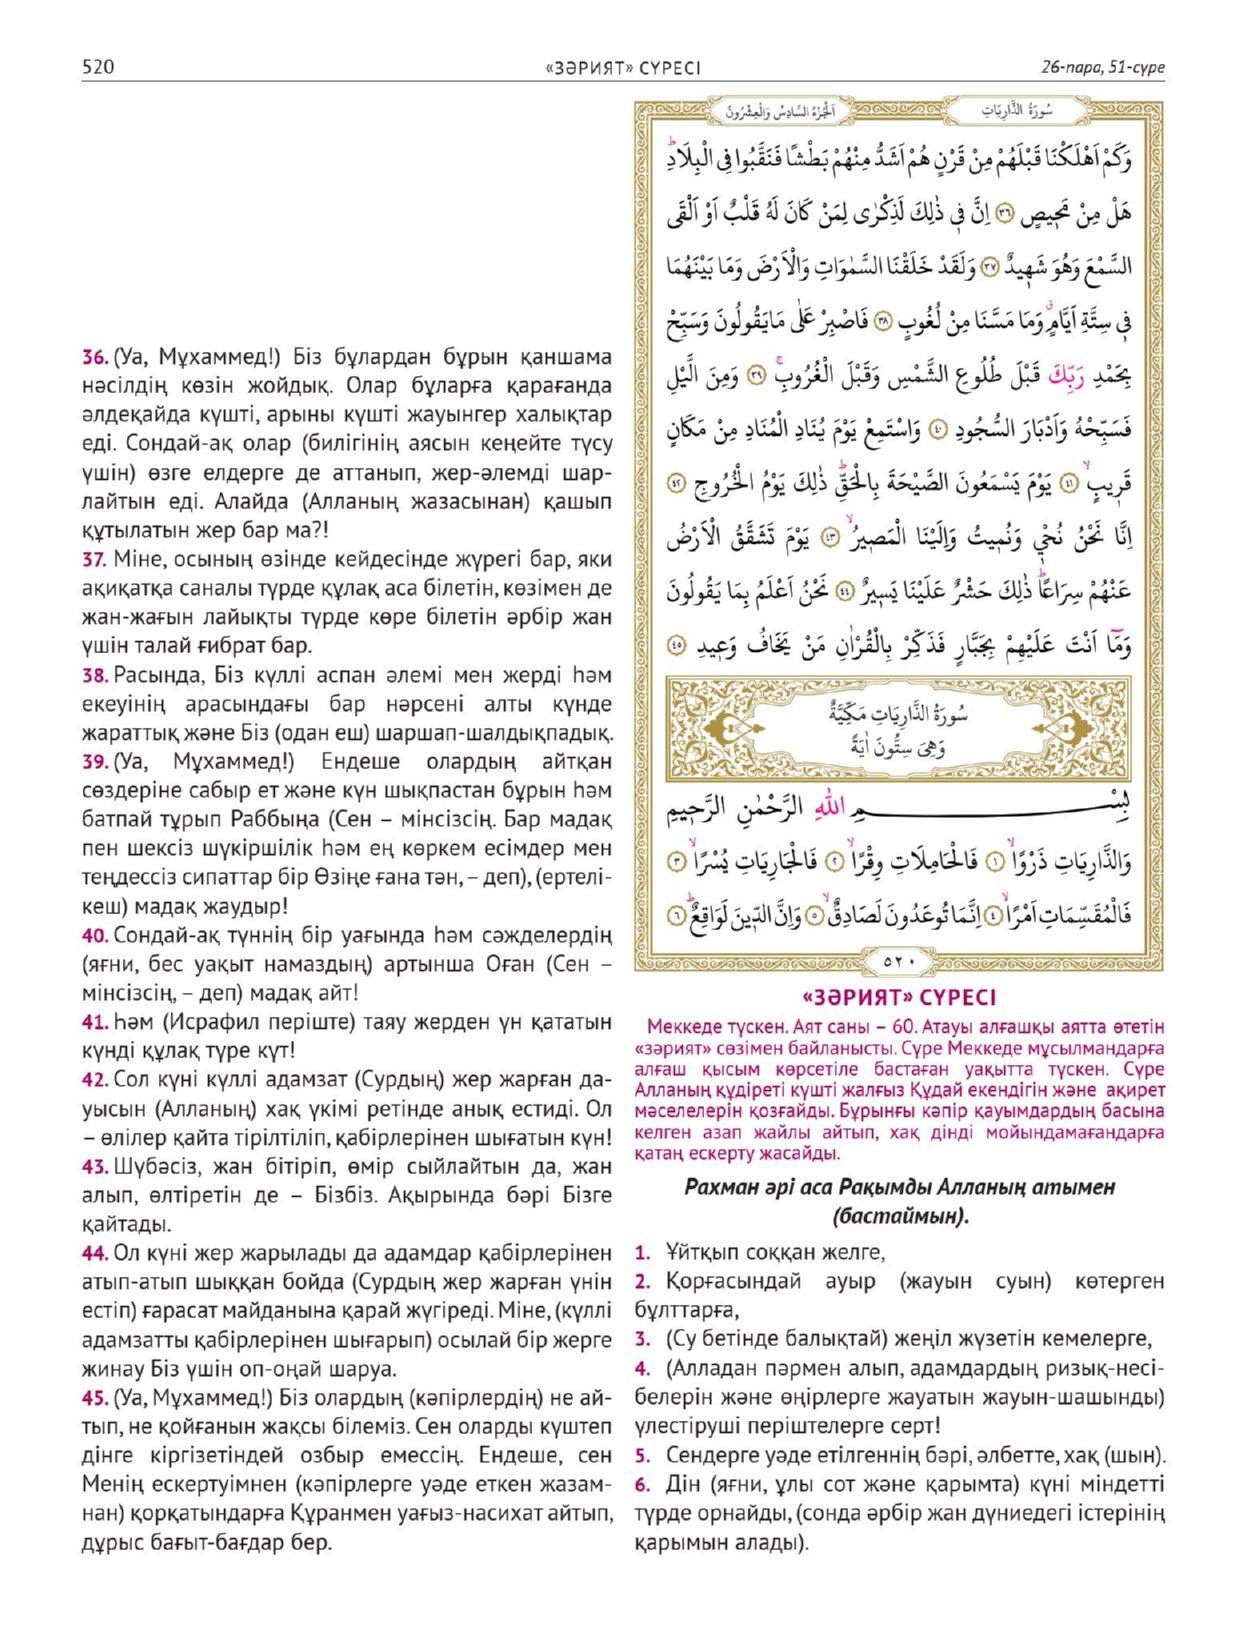 520
«ЗӘРИЯТ» СҮРЕСІ
26-пара, 51-сүре
36. (Уа, Мұхаммед!) Біз бұлардан бұрын қаншама
нәсілдің көзін жойдық. Олар бұларға қарағанда
әлдеқайда күшті, арыны күшті жауынгер халықтар
еді. Сондай-ақ олар (билігінің аясын кеңейте түсу
үшін) өзге елдерге де аттанып, жер-әлемді шар-
лайтын еді. Алайда (Алланың жазасынан) қашып
құтылатын жер бар ма?!
37. Міне, осының өзінде кейдесінде жүрегі бар, яки
ақиқатқа саналы түрде құлақ аса білетін, көзімен де
жан-жағын лайықты түрде көре білетін әрбір жан
үшін талай ғибрат бар.
38. Расында, Біз күллі аспан әлемі мен жерді һәм
екеуінің арасындағы бар нәрсені алты күнде
жараттық және Біз (одан еш) шаршап-шалдықпадық.
39. (Уа, Мұхаммед!) Ендеше олардың айтқан
сөздеріне сабыр ет және күн шықпастан бұрын һәм
батпай тұрып Раббыңа (Сен – мінсізсің. Бар мадақ
пен шексіз шүкіршілік һәм ең көркем есімдер мен
теңдессіз сипаттар бір Өзіңе ғана тән, – деп), (ертелі-
кеш) мадақ жаудыр!
40. Сондай-ақ түннің бір уағында һәм сәжделердің
(яғни, бес уақыт намаздың) артынша Оған (Сен –
мінсізсің, – деп) мадақ айт!
41. Һәм (Исрафил періште) таяу жерден үн қататын
күнді құлақ түре күт!
42. Сол күні күллі адамзат (Сурдың) жер жарған да-
уысын (Алланың) хақ үкімі ретінде анық естиді. Ол
– өлілер қайта тірілтіліп, қабірлерінен шығатын күн!
43. Шүбәсіз, жан бітіріп, өмір сыйлайтын да, жан
алып, өлтіретін де – Бізбіз. Ақырында бәрі Бізге
қайтады.
44. Ол күні жер жарылады да адамдар қабірлерінен
атып-атып шыққан бойда (Сурдың жер жарған үнін
естіп) ғарасат майданына қарай жүгіреді. Міне, (күллі
адамзатты қабірлерінен шығарып) осылай бір жерге
жинау Біз үшін оп-оңай шаруа.
45. (Уа, Мұхаммед!) Біз олардың (кәпірлердің) не ай-
тып, не қойғанын жақсы білеміз. Сен оларды күштеп
дінге кіргізетіндей озбыр емессің. Ендеше, сен
Менің ескертуімнен (кәпірлерге уәде еткен жазам-
нан) қорқатындарға Құранмен уағыз-насихат айтып,
дұрыс бағыт-бағдар бер.
سُورَةُ الذَّارِيَاتِ
اَلْجُزْءُ السَّادِسُ وَالْعِشْرُونَ
وَكَمْ اَهْلَكْنَا قَبْلَهُمْ مِنْ قَرْنٍ هُمْ اَشَدُّ مِنْهُمْ بَطْشًا فَنَقَّبُوا فِي الْبِلَادِۜ
هَلْ مِنْ مَحٖيصٍ ﴿٣٦﴾ اِنَّ فٖي ذٰلِكَ لَذِكْرٰى لِمَنْ كَانَ لَهُ قَلْبٌ اَوْ اَلْقَى
السَّمْعَ وَهُوَ شَهٖيدٌ ﴿٣٧﴾ وَلَقَدْ خَلَقْنَا السَّمٰوَاتِ وَالْاَرْضَ وَمَا بَيْنَهُمَا
فٖي سِتَّةِ اَيَّامٍۗ وَمَا مَسَّنَا مِنْ لُغُوبٍ ﴿٣٨﴾ فَاصْبِرْ عَلٰى مَا يَقُولُونَ وَسَبِّحْ
بِحَمْدِ رَبِّكَ قَبْلَ طُلُوعِ الشَّمْسِ وَقَبْلَ الْغُرُوبِۚ ﴿٣٩﴾ وَمِنَ الَّيْلِ
فَسَبِّحْهُ وَاَدْبَارَ السُّجُودِ ﴿٤٠﴾ وَاسْتَمِعْ يَوْمَ يُنَادِ الْمُنَادِ مِنْ مَكَانٍ
قَرٖيبٍۙ ﴿٤١﴾ يَوْمَ يَسْمَعُونَ الصَّيْحَةَ بِالْحَقِّۜ ذٰلِكَ يَوْمُ الْخُرُوجِ ﴿٤٢﴾
اِنَّا نَحْنُ نُحْيٖ وَنُمٖيتُ وَاِلَيْنَا الْمَصٖيرُۙ ﴿٤٣﴾ يَوْمَ تَشَقَّقُ الْاَرْضُ
عَنْهُمْ سِرَاعًاۜ ذٰلِكَ حَشْرٌ عَلَيْنَا يَسٖيرٌ ﴿٤٤﴾ نَحْنُ اَعْلَمُ بِمَا يَقُولُونَ
وَمَٓا اَنْتَ عَلَيْهِمْ بِجَبَّارٍ فَذَكِّرْ بِالْقُرْاٰنِ مَنْ يَخَافُ وَعٖيدِ ﴿٤٥﴾
سُورَةُ الذَّارِيَاتِ مَكِّيَّةٌ
وَهِىَ سِتُّونَ اٰيَةً
بِسْمِ اللّٰهِ الرَّحْمٰنِ الرَّحٖيمِ
وَالذَّارِيَاتِ ذَرْوًاۙ ﴿١﴾ فَالْحَامِلَاتِ وِقْرًاۙ ﴿٢﴾ فَالْجَارِيَاتِ يُسْرًاۙ ﴿٣﴾
فَالْمُقَسِّمَاتِ اَمْرًاۙ ﴿٤﴾ اِنَّمَا تُوعَدُونَ لَصَادِقٌۙ ﴿٥﴾ وَاِنَّ الدّٖينَ لَوَاقِعٌۜ ﴿٦﴾
٥٢٠
«ЗӘРИЯТ» СҮРЕСІ
Меккеде түскен. Аят саны – 60. Атауы алғашқы аятта өтетін
«зәрият» сөзімен байланысты. Сүре Меккеде мұсылмандарға
алғаш қысым көрсетіле бастаған уақытта түскен. Сүре
Алланың құдіреті күшті жалғыз Құдай екендігін және ақирет
мәселелерін қозғайды. Бұрынғы кәпір қауымдардың басына
келген азап жайлы айтып, хақ дінді мойындамағандарға
қатаң ескерту жасайды.
Рахман әрі аса Рақымды Алланың атымен
(бастаймын).
1. Ұйтқып соққан желге,
2. Қорғасындай ауыр (жауын суын) көтерген
бұлттарға,
3. (Су бетінде балықтай) жеңіл жүзетін кемелерге,
4. (Алладан пәрмен алып, адамдардың ризық-несі-
белерін және өңірлерге жауатын жауын-шашынды)
үлестіруші періштелерге серт!
5. Сендерге уәде етілгеннің бәрі, әлбетте, хақ (шын).
6. Дін (яғни, ұлы сот және қарымта) күні міндетті
түрде орнайды, (сонда әрбір жан дүниедегі істерінің
қарымын алады).